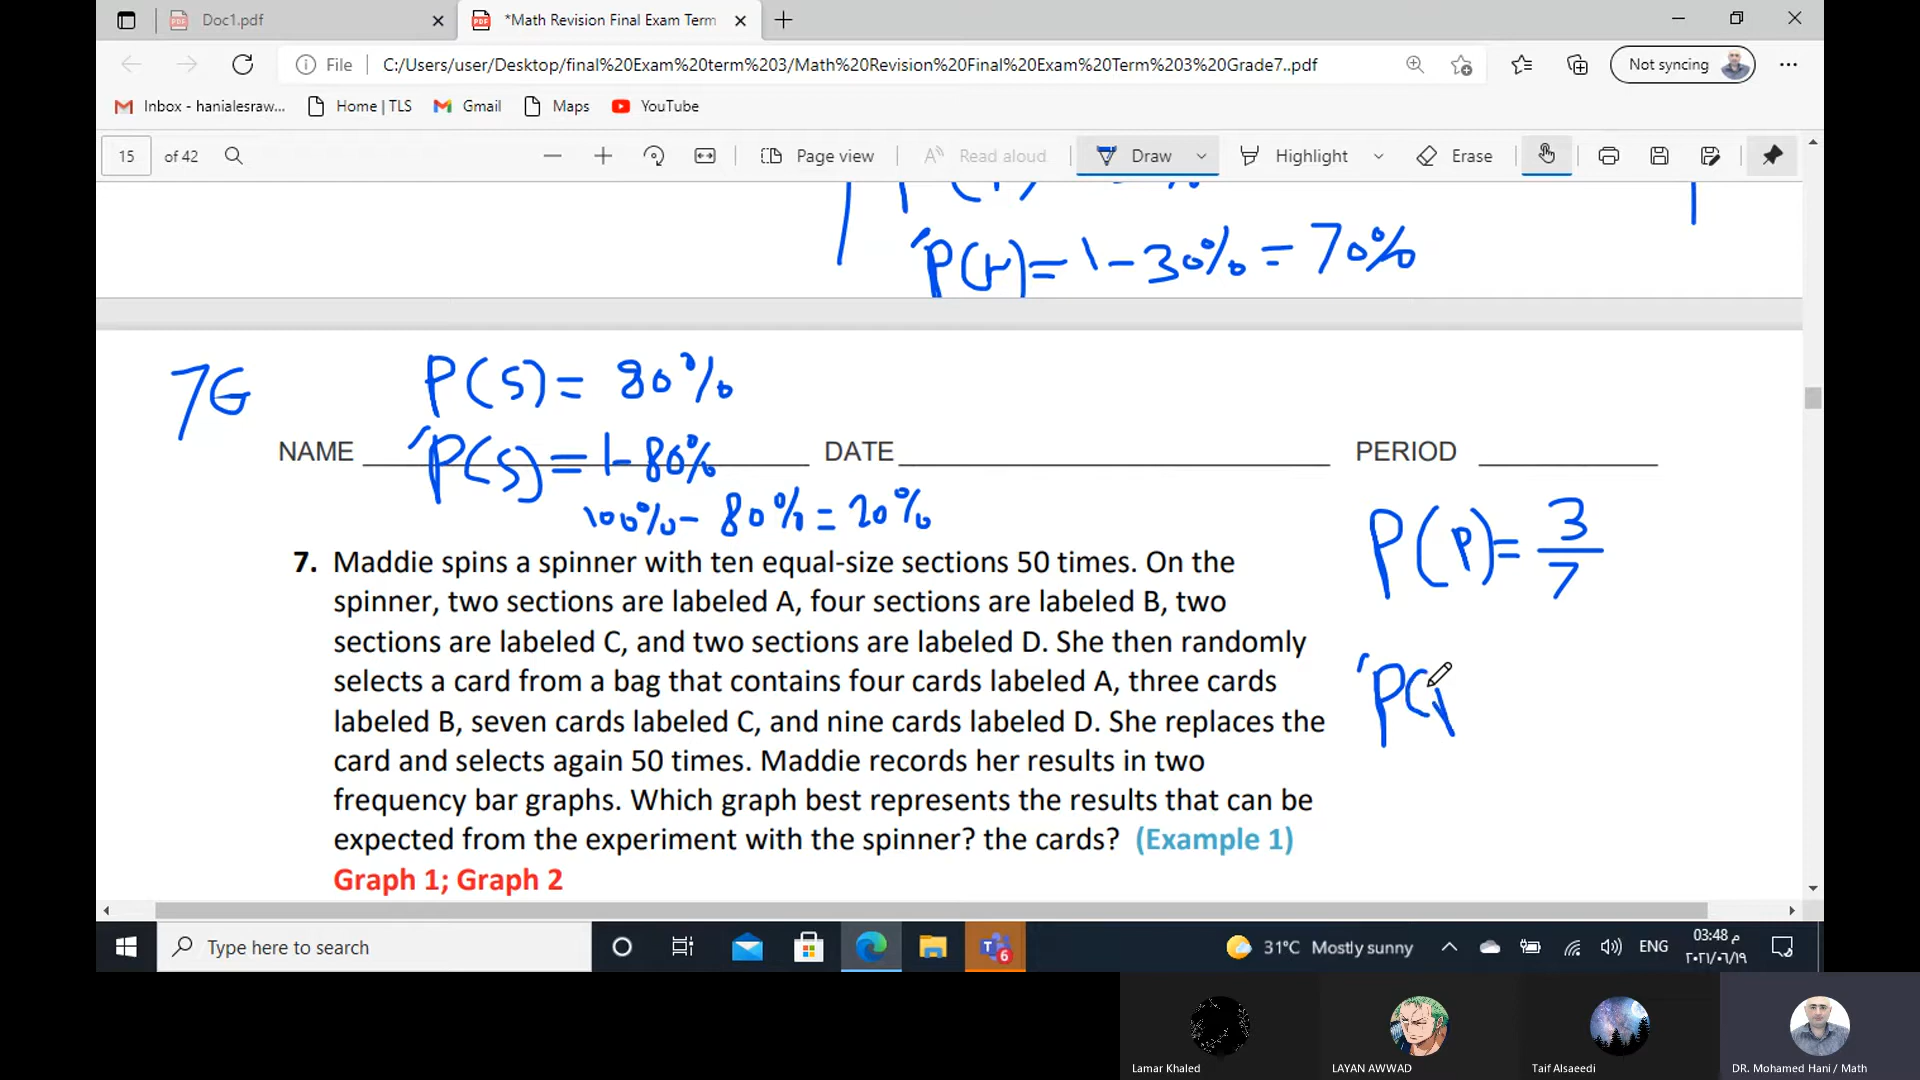 Doc1.pdf
*Math Revision Final Exam Term
File
C:/Users/user/Desktop/final%20Exam%20term%203/Math%20Revision%20Final%20Exam%20Term%203%20Grade7..pdf
Not syncing
Inbox - hanialesraw...
Home | TLS
Gmail
Maps
YouTube
15 of 42
Page view
Read aloud
Draw
Highlight
Erase
'P(r)=1-30%=70%
7G
P(S)= 80%
NAME
'P(S)=1-80%
DATE
PERIOD
100%-80%=20%
P(P)=3/7
7. Maddie spins a spinner with ten equal-size sections 50 times. On the
spinner, two sections are labeled A, four sections are labeled B, two
sections are labeled C, and two sections are labeled D. She then randomly
selects a card from a bag that contains four cards labeled A, three cards
labeled B, seven cards labeled C, and nine cards labeled D. She replaces the
card and selects again 50 times. Maddie records her results in two
frequency bar graphs. Which graph best represents the results that can be
expected from the experiment with the spinner? the cards? (Example 1)
Graph 1; Graph 2
'P(p
Type here to search
6
31°C Mostly sunny
ENG
03:48 م
٢٠٢١/٠٦/١٩
Lamar Khaled
LAYAN AWWAD
Taif Alsaeedi
DR. Mohamed Hani / Math